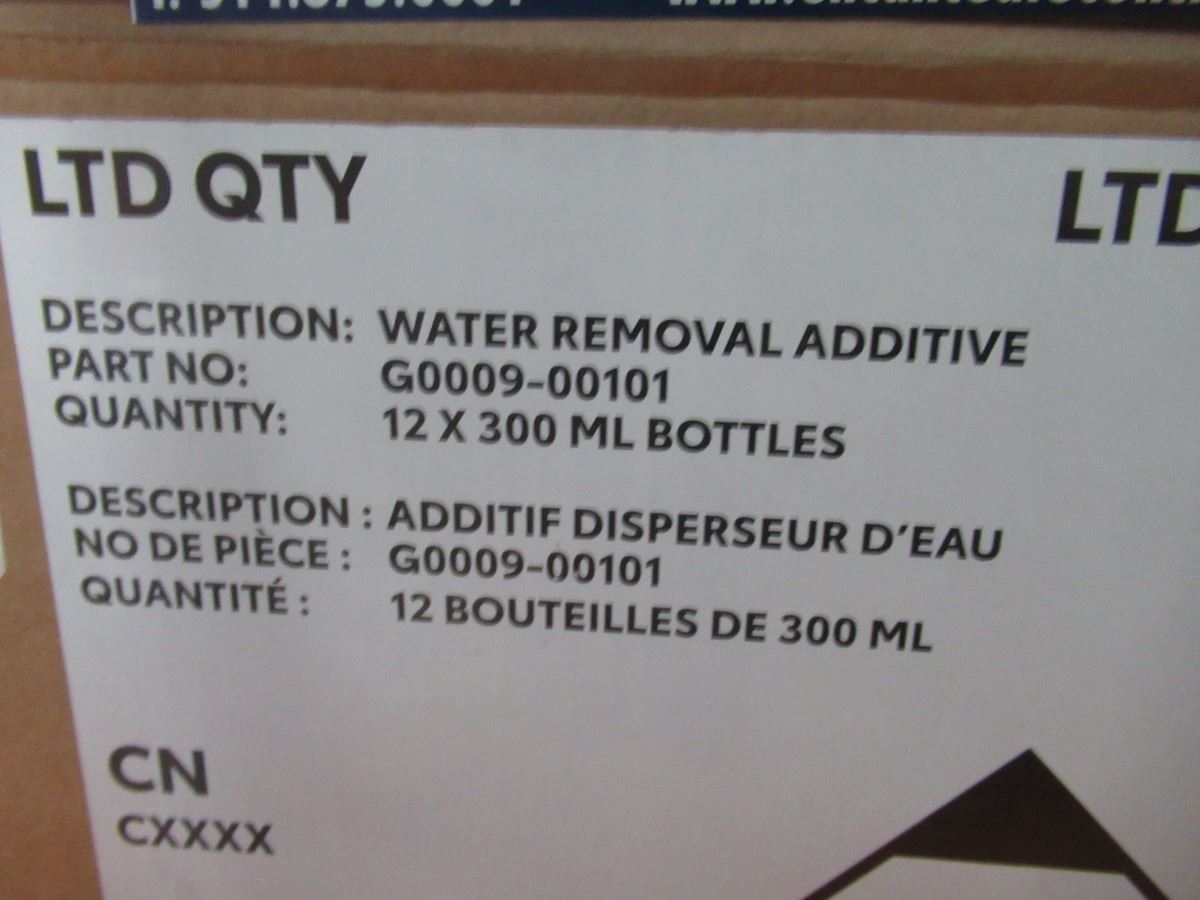 LTD QTY
LTD
DESCRIPTION: WATER REMOVAL ADDITIVE
PART NO: G0009-00101
QUANTITY: 12 X 300 ML BOTTLES
DESCRIPTION : ADDITIF DISPERSEUR D'EAU
NO DE PIÈCE : G0009-00101
QUANTITÉ : 12 BOUTEILLES DE 300 ML
CN
CXXXX